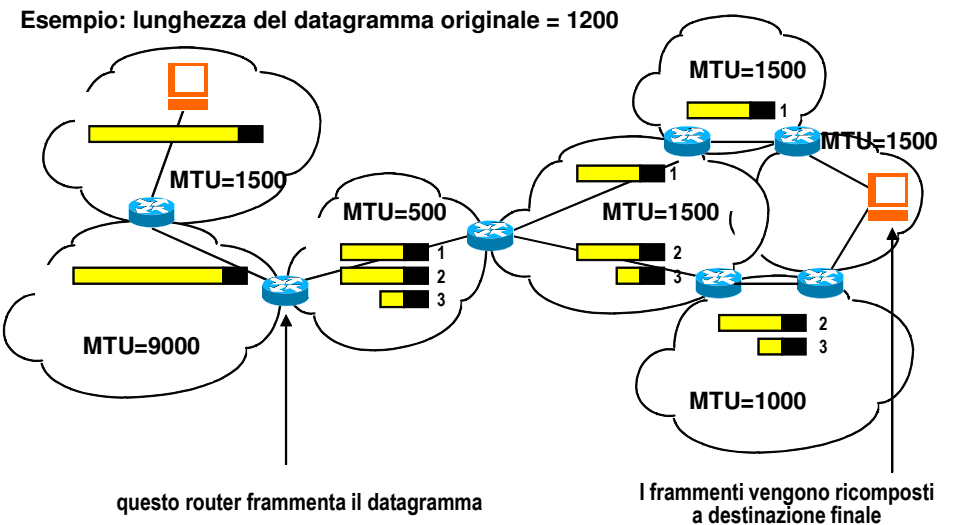 Esempio: lunghezza del datagramma originale = 1200
MTU=1500
1
MTU=1500
MTU=1500
1
MTU=500
MTU=1500
1
2
3
2
3
MTU=9000
2
3
MTU=1000
questo router frammenta il datagramma
I frammenti vengono ricomposti
a destinazione finale